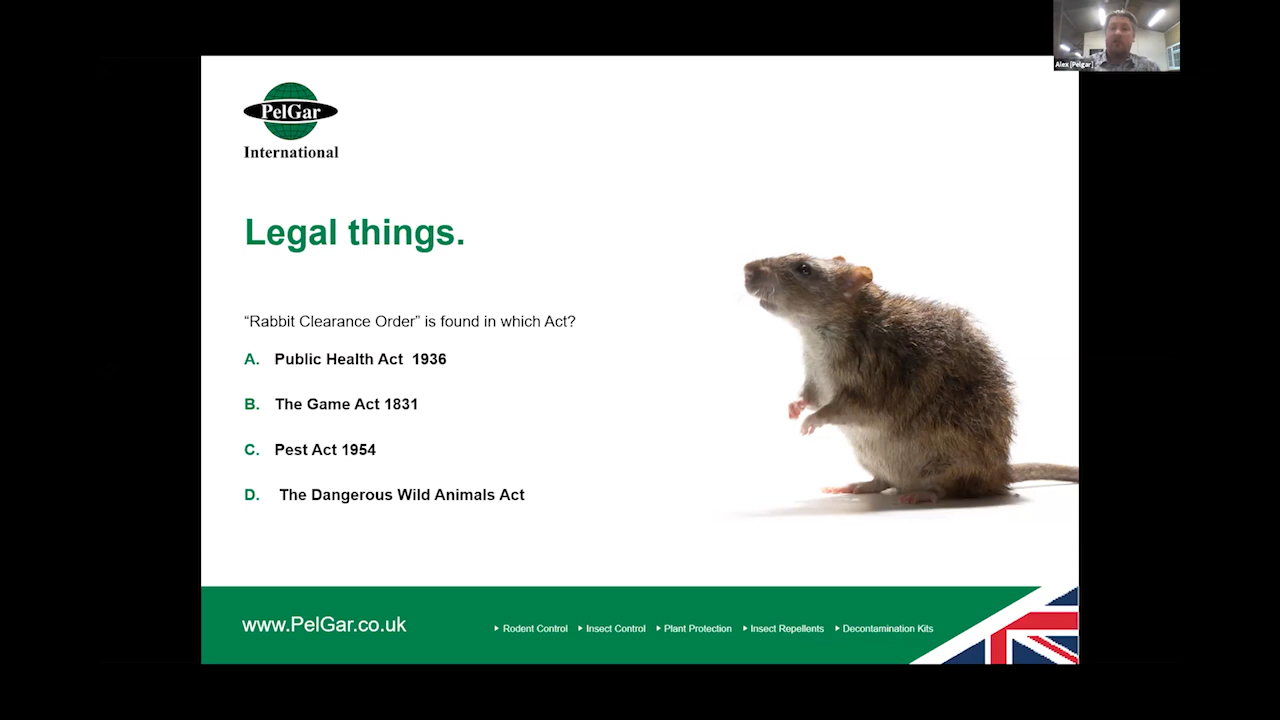 Alex [Pelgar]
PelGar
International
Legal things.
“Rabbit Clearance Order” is found in which Act?
A. Public Health Act 1936
B. The Game Act 1831
C. Pest Act 1954
D. The Dangerous Wild Animals Act
www.PelGar.co.uk
Rodent Control Insect Control Plant Protection Insect Repellents Decontamination Kits